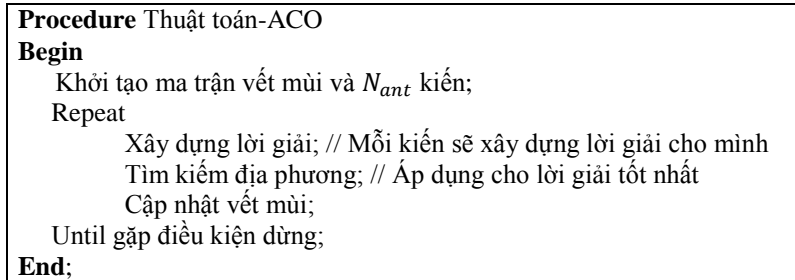 Procedure Thuật toán-ACO
Begin
Khởi tạo ma trận vết mùi và N_ant kiến;
Repeat
Xây dựng lời giải; // Mỗi kiến sẽ xây dựng lời giải cho mình
Tìm kiếm địa phương; // Áp dụng cho lời giải tốt nhất
Cập nhật vết mùi;
Until gặp điều kiện dừng;
End;